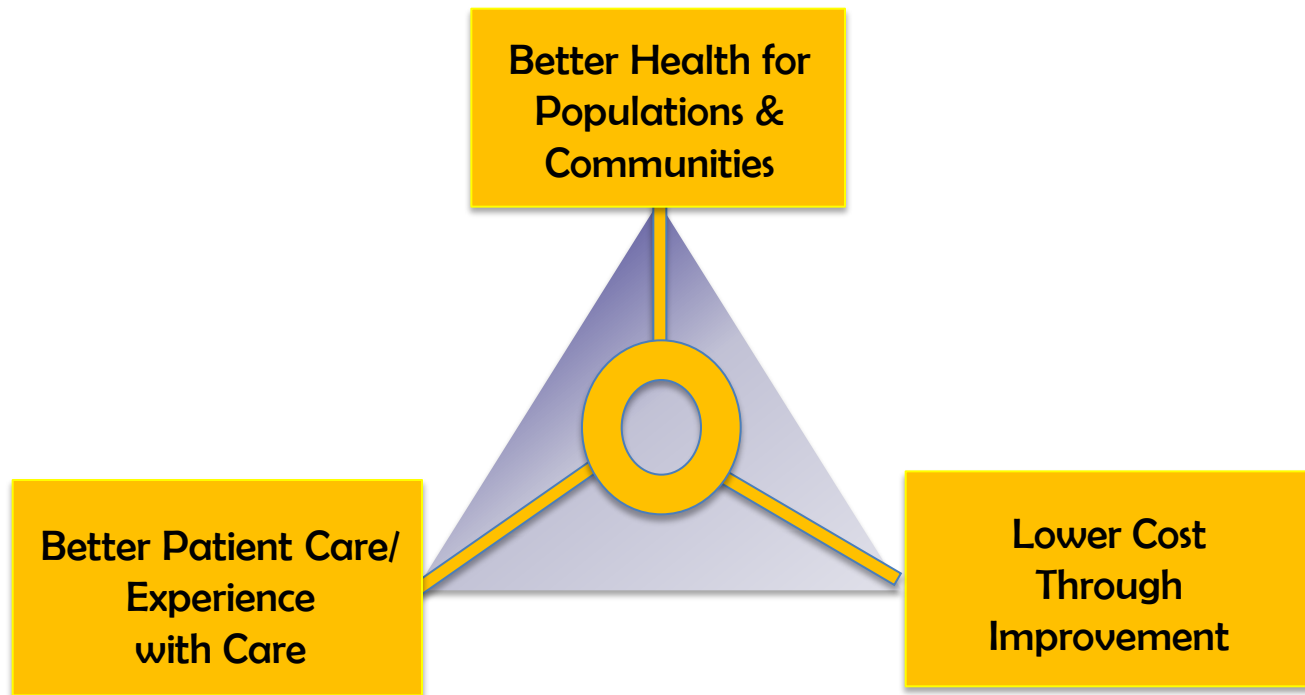 Better Health for
Populations &
Communities
Better Patient Care/
Experience
with Care
Lower Cost
Through
Improvement